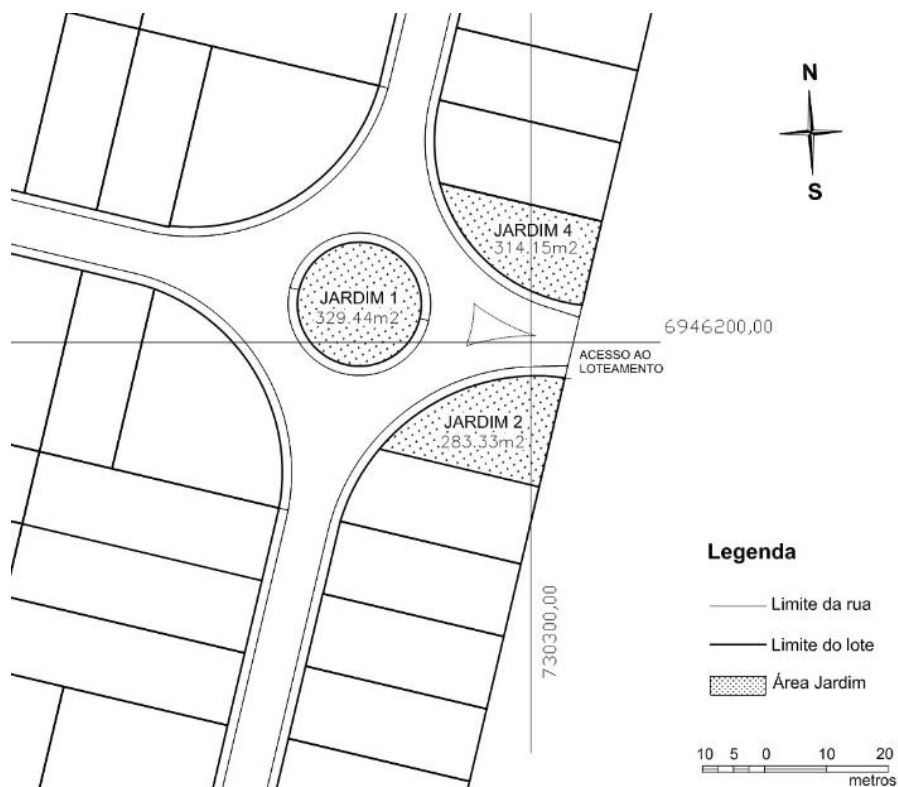 N
S
JARDIM 4
314.15m2
JARDIM 1
329.44m2
6946200,00
ACESSO AO
LOTEAMENTO
JARDIM 2
283.33m2
730300,00
Legenda
Limite da rua
Limite do lote
Área Jardim
10 5 0 10 20
metros